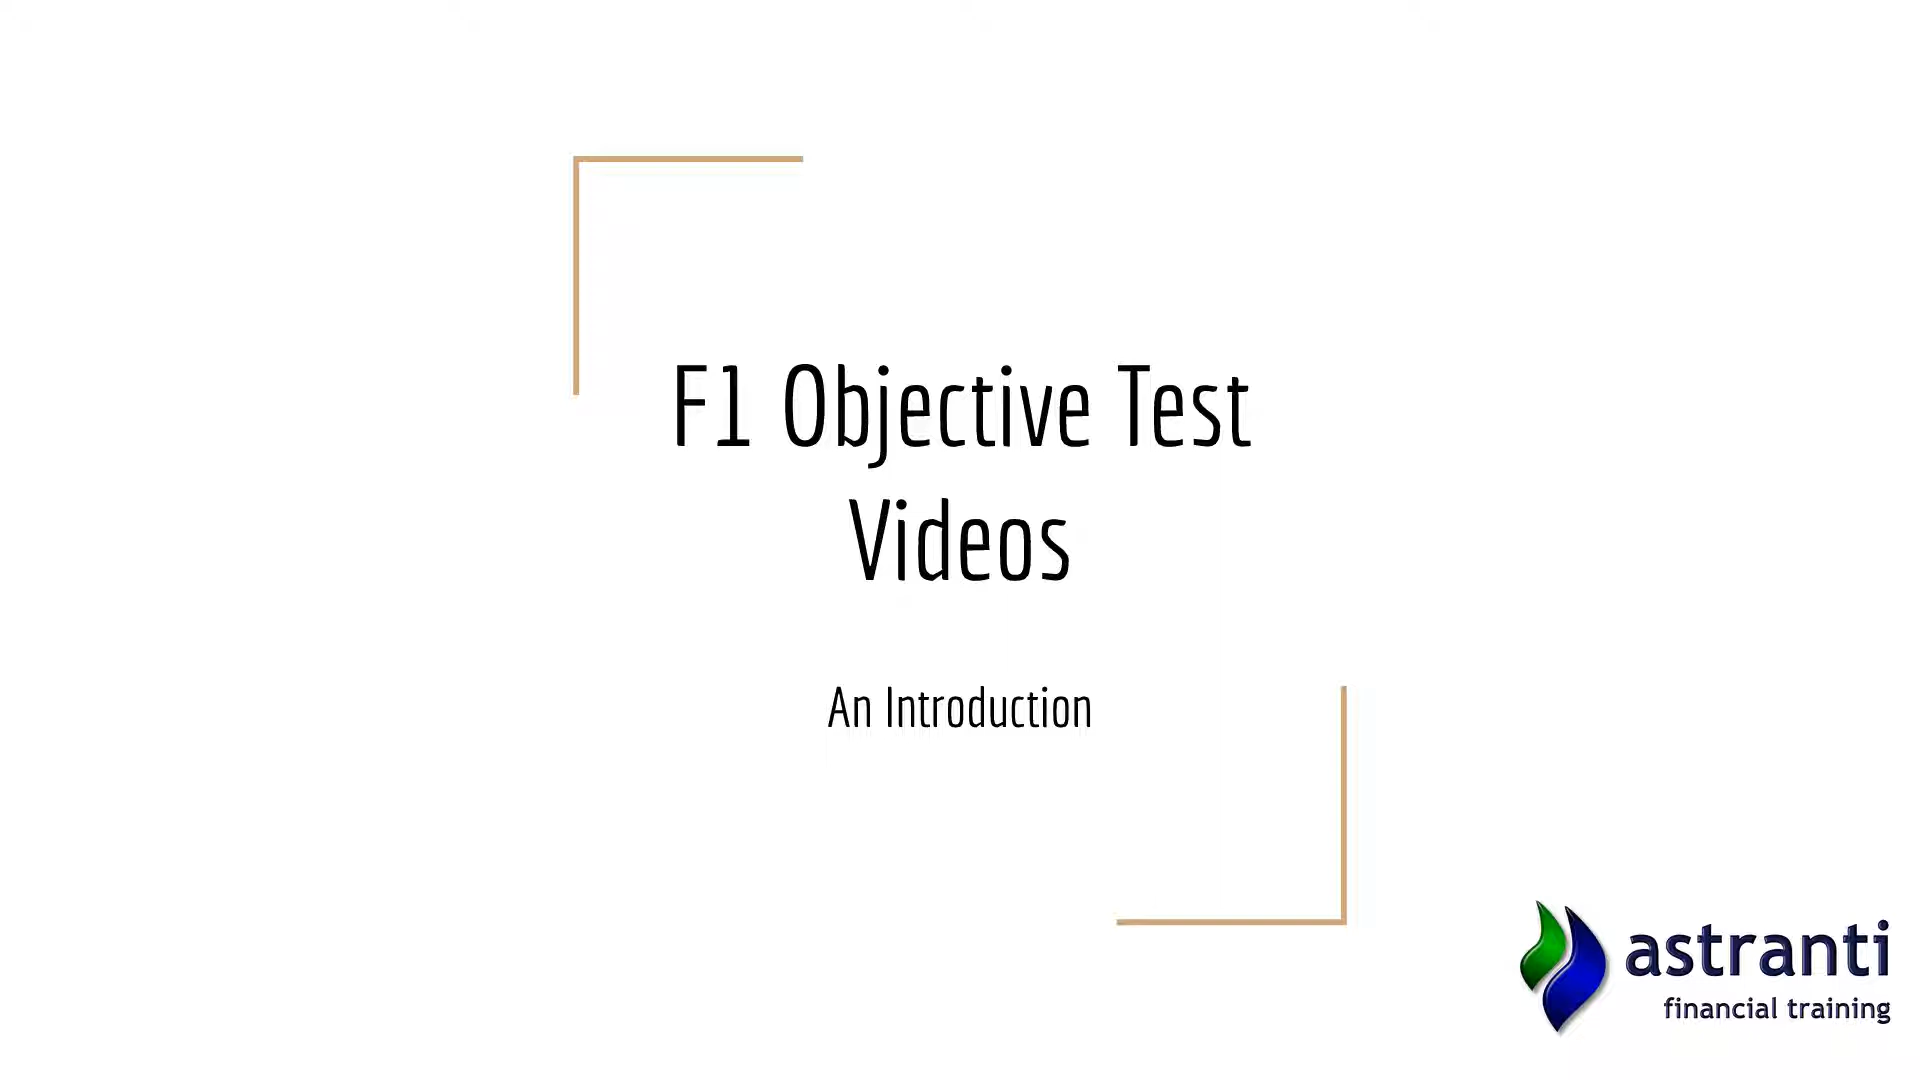 F1 Objective Test
Videos
An Introduction
astranti
financial training